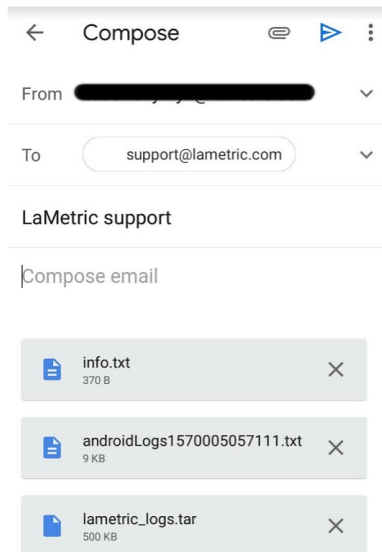 Compose
From
To support@lametric.com
LaMetric support
Compose email
info.txt
370 B
androidLogs1570005057111.txt
9 KB
lametric_logs.tar
500 KB